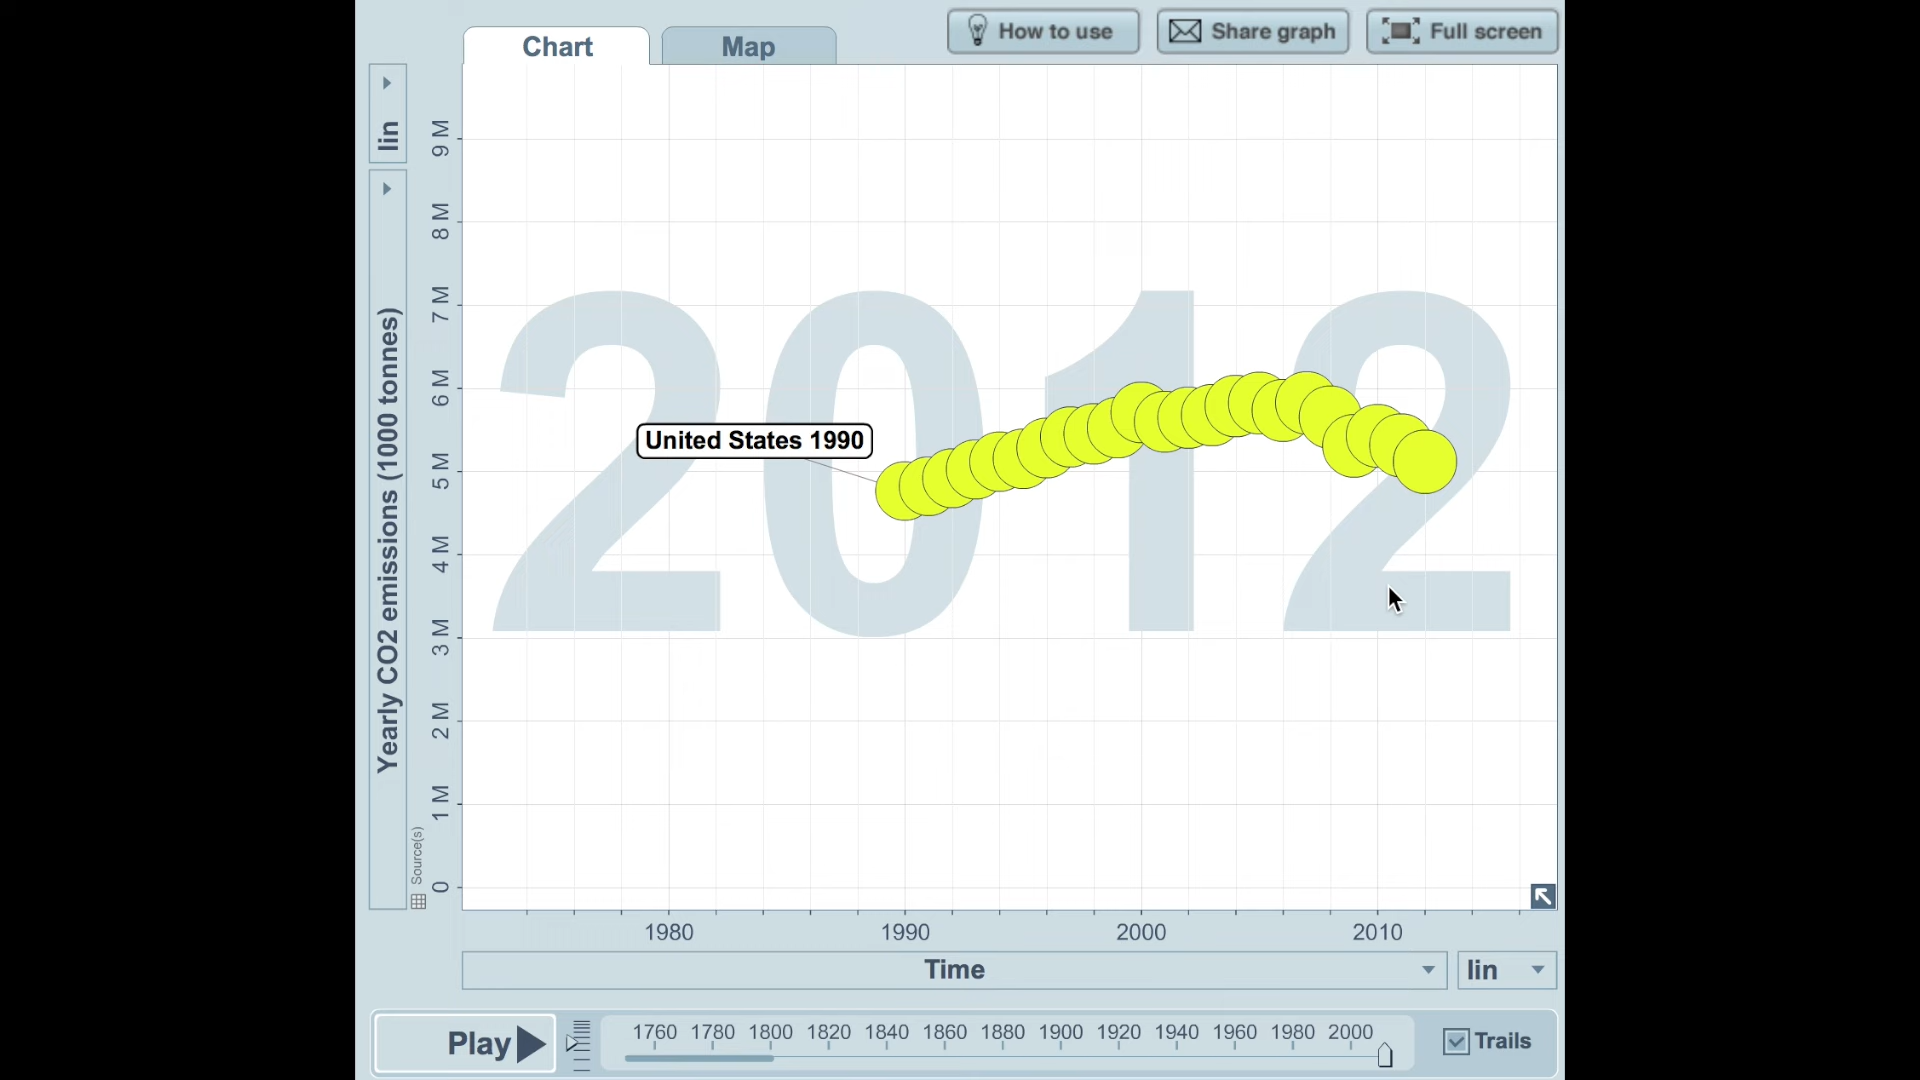 Chart
Map
How to use
Share graph
Full screen
lin
Yearly CO2 emissions (1000 tonnes)
9 M
8 M
7 M
6 M
5 M
4 M
3 M
2 M
1 M
0
Source(s)
2012
United States 1990
1980 1990 2000 2010
Time
lin
Play
1760 1780 1800 1820 1840 1860 1880 1900 1920 1940 1960 1980 2000
Trails